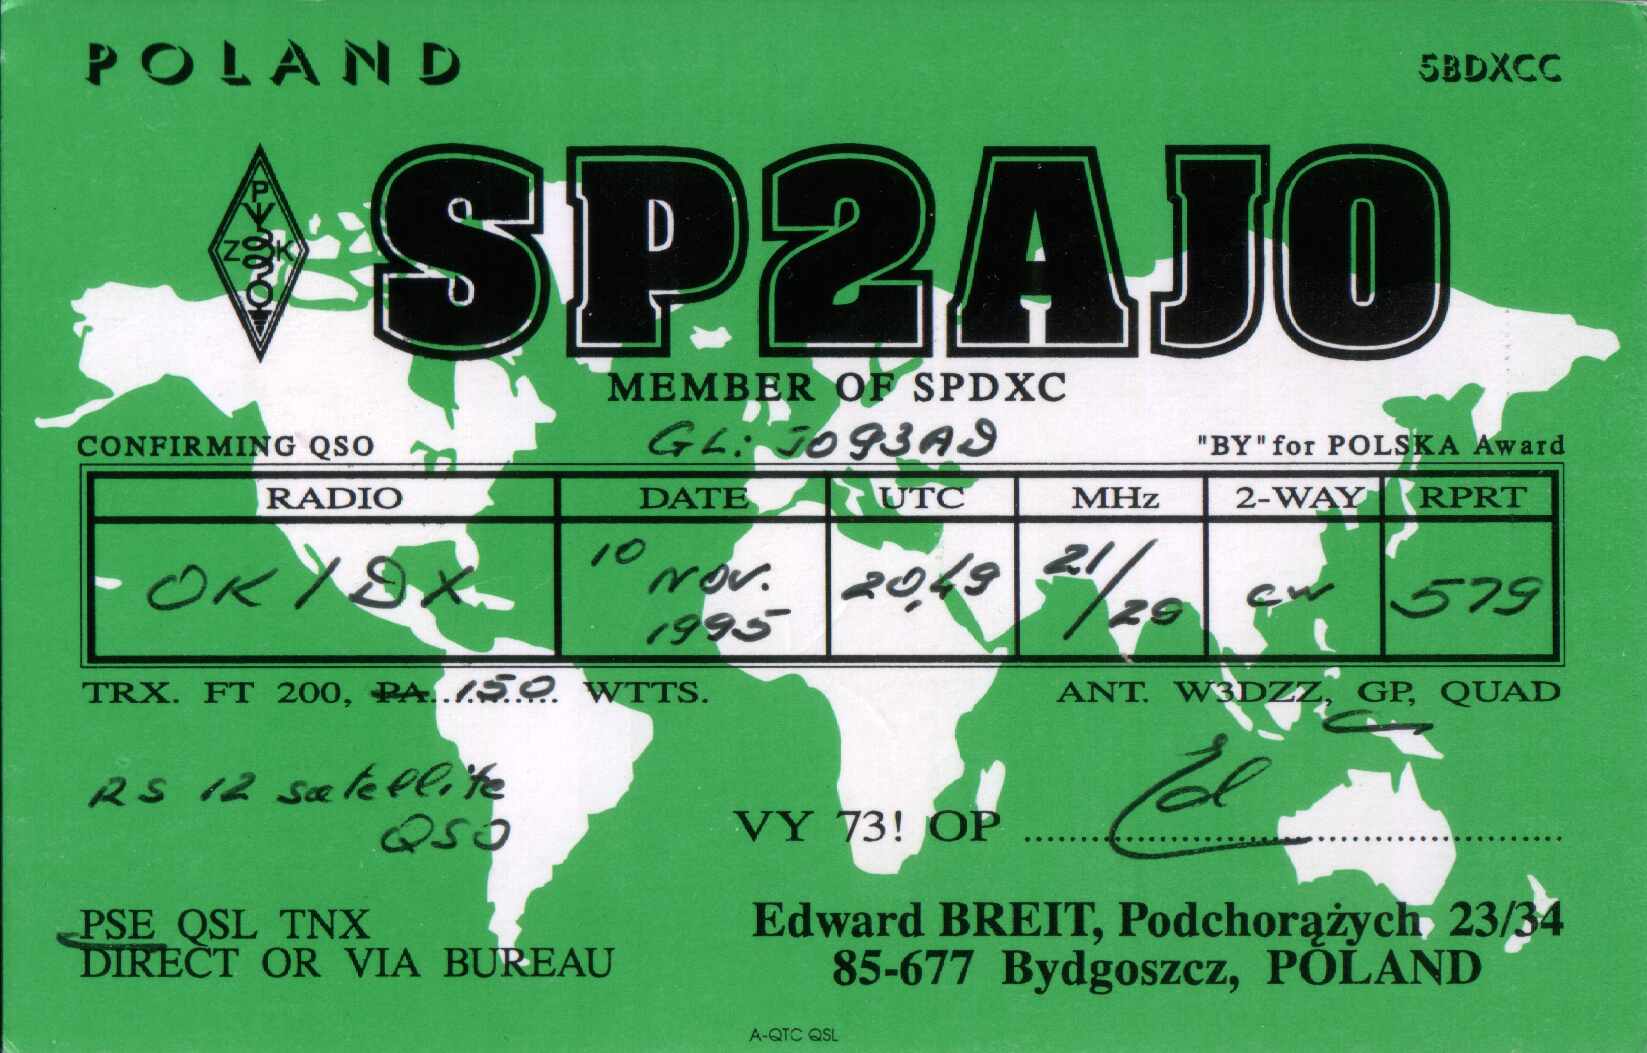 POLAND
5BDXCC
PZK
SP2AJO
MEMBER OF SPDXC
CONFIRMING QSO
GL: JO93AD
"BY" for POLSKA Award
RADIO DATE UTC MHz 2-WAY RPRT
OK/DX 10 NOV. 1995 20,49 21/29 CW 579
TRX. FT 200, PA..150.. WTTS.
ANT. W3DZZ, GP, QUAD
RS 12 satellite
QSO
VY 73! OP Ed
PSE QSL TNX
DIRECT OR VIA BUREAU
Edward BREIT, Podchorążych 23/34
85-677 Bydgoszcz, POLAND
A-QTC QSL